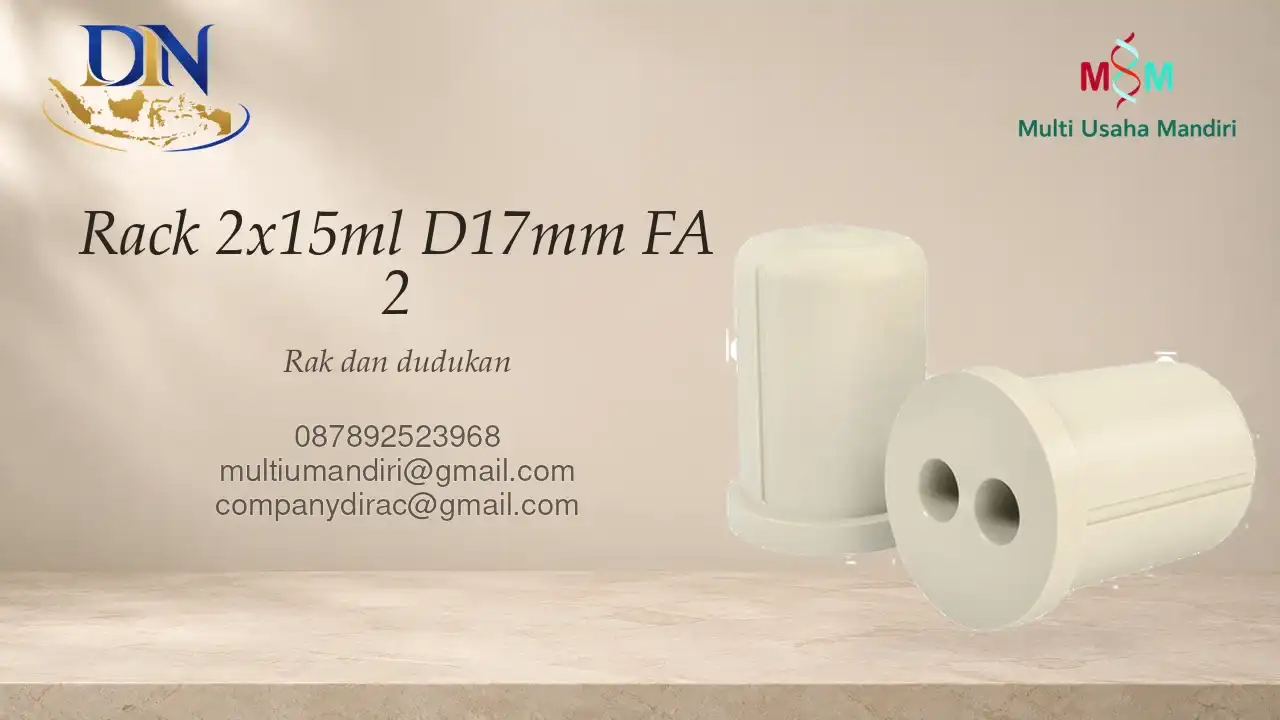 DN
M M
Multi Usaha Mandiri
Rack 2x15ml D17mm FA
2
Rak dan dudukan
087892523968
multiumandiri@gmail.com
companydirac@gmail.com